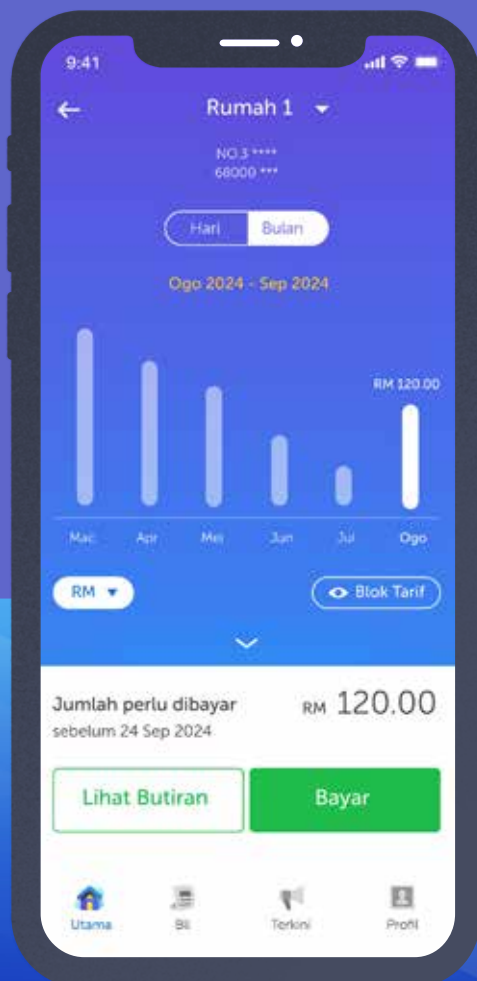 9:41
Rumah 1
NO.3 ****
68000 ***
Hari Bulan
Ogo 2024 - Sep 2024
RM 120.00
Mac Apr Mei Jun Jul Ogo
RM Blok Tarif
Jumlah perlu dibayar RM 120.00
sebelum 24 Sep 2024
Lihat Butiran Bayar
Utama Bil Terkini Profil